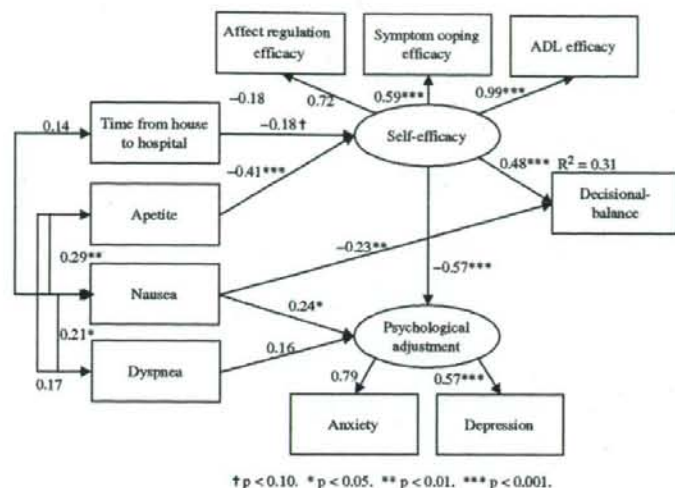 Affect regulation
efficacy
Symptom coping
efficacy
ADL efficacy
−0.18
0.72
0.59***
0.99***
0.14
Time from house
to hospital
−0.18 †
Self-efficacy
−0.41***
0.48*** R² = 0.31
Apetite
Decisional-
balance
0.29**
−0.23**
Nausea
−0.57***
0.24*
0.21*
Psychological
adjustment
0.16
Dyspnea
0.17
0.79
0.57***
Anxiety
Depression
† p < 0.10. * p < 0.05. ** p < 0.01. *** p < 0.001.